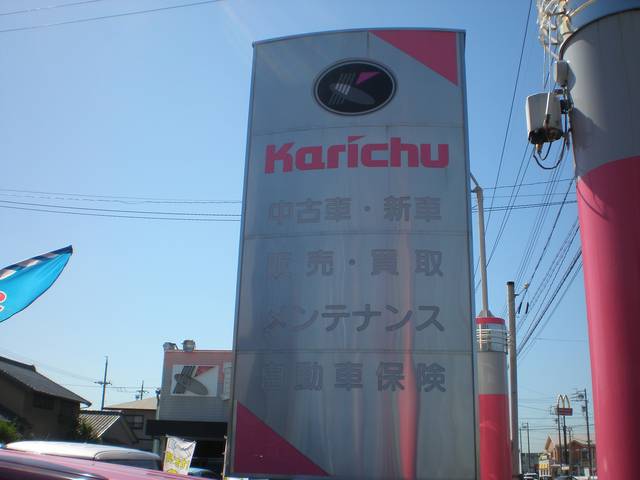 Karichu
中古車・新車
販売・買取
メンテナンス
自動車保険